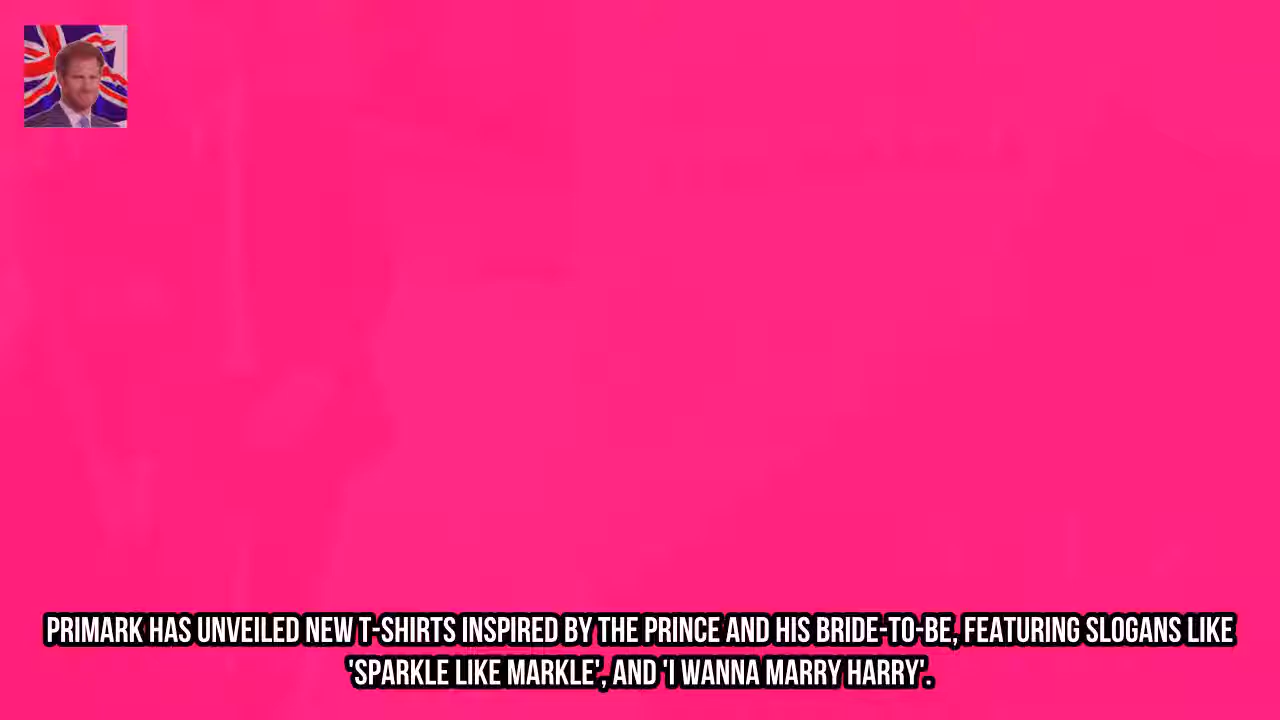 PRIMARK HAS UNVEILED NEW T-SHIRTS INSPIRED BY THE PRINCE AND HIS BRIDE-TO-BE, FEATURING SLOGANS LIKE
'SPARKLE LIKE MARKLE', AND 'I WANNA MARRY HARRY'.